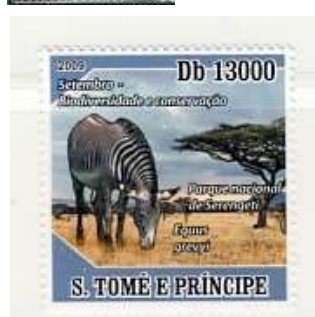 2009
Db 13000
Setembro -
Biodiversidade e conservação
Parque nacional
de Serengeti
Equus
grevyi
S. TOMÉ E PRÍNCIPE